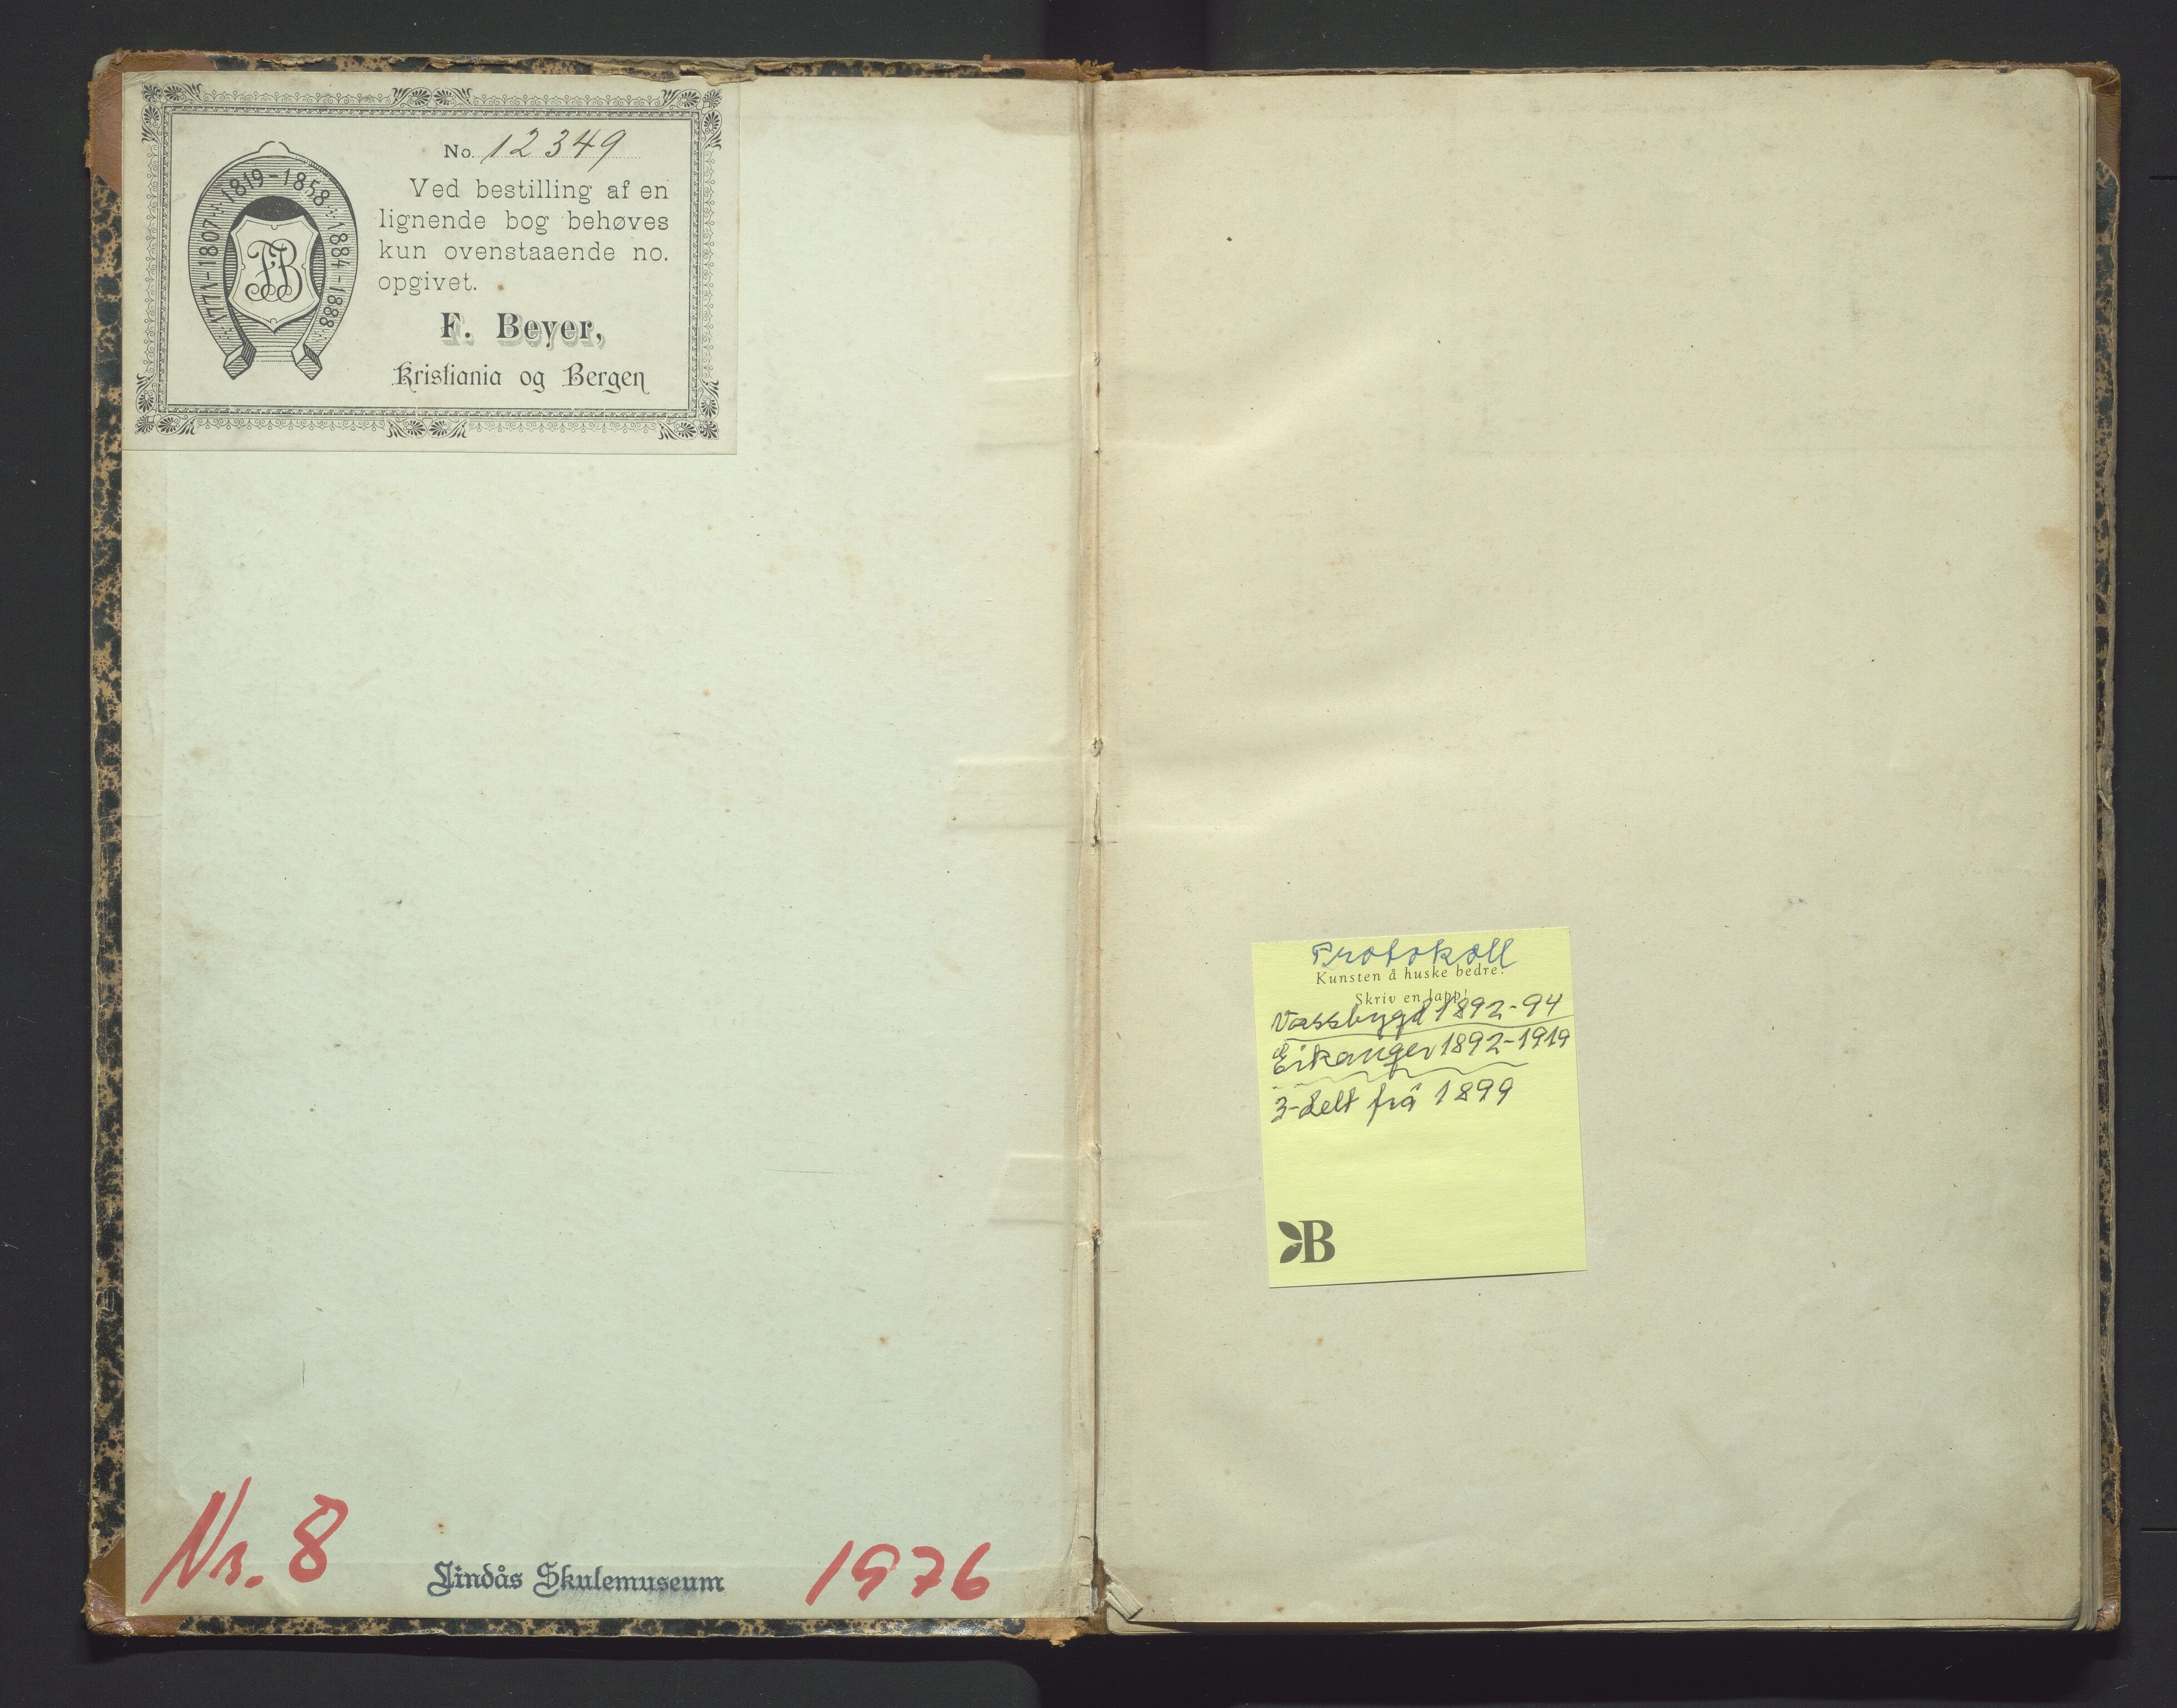 No. 12349
1771-1807 1819-1858 1884-1888
FB
Ved bestilling af en
lignende bog behøves
kun ovenstaaende no.
opgivet.
F. Beyer,
Kristiania og Bergen
Nr. 8
Lindås Skulemuseum
1976
Protokoll
Kunsten å huske bedre:
Skriv en lapp!
Vassbygd 1892-94
Eikanger 1892-1919
3-delt frå 1899
B